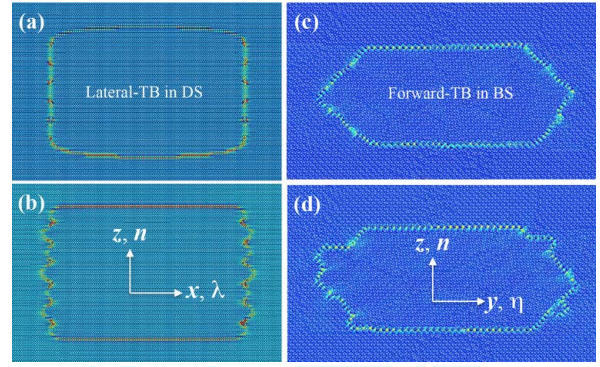 (a)
Lateral-TB in DS
(c)
Forward-TB in BS
(b)
z, n
x, λ
(d)
z, n
y, η